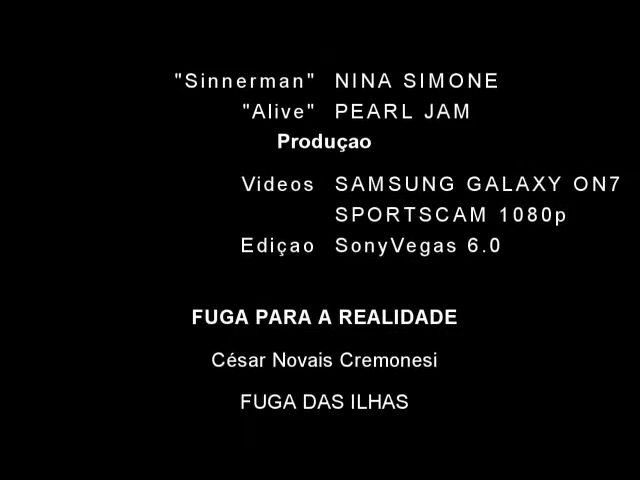 "Sinnerman" NINA SIMONE
"Alive" PEARL JAM
Produçao
Videos SAMSUNG GALAXY ON7
SPORTSCAM 1080p
Ediçao SonyVegas 6.0
FUGA PARA A REALIDADE
César Novais Cremonesi
FUGA DAS ILHAS